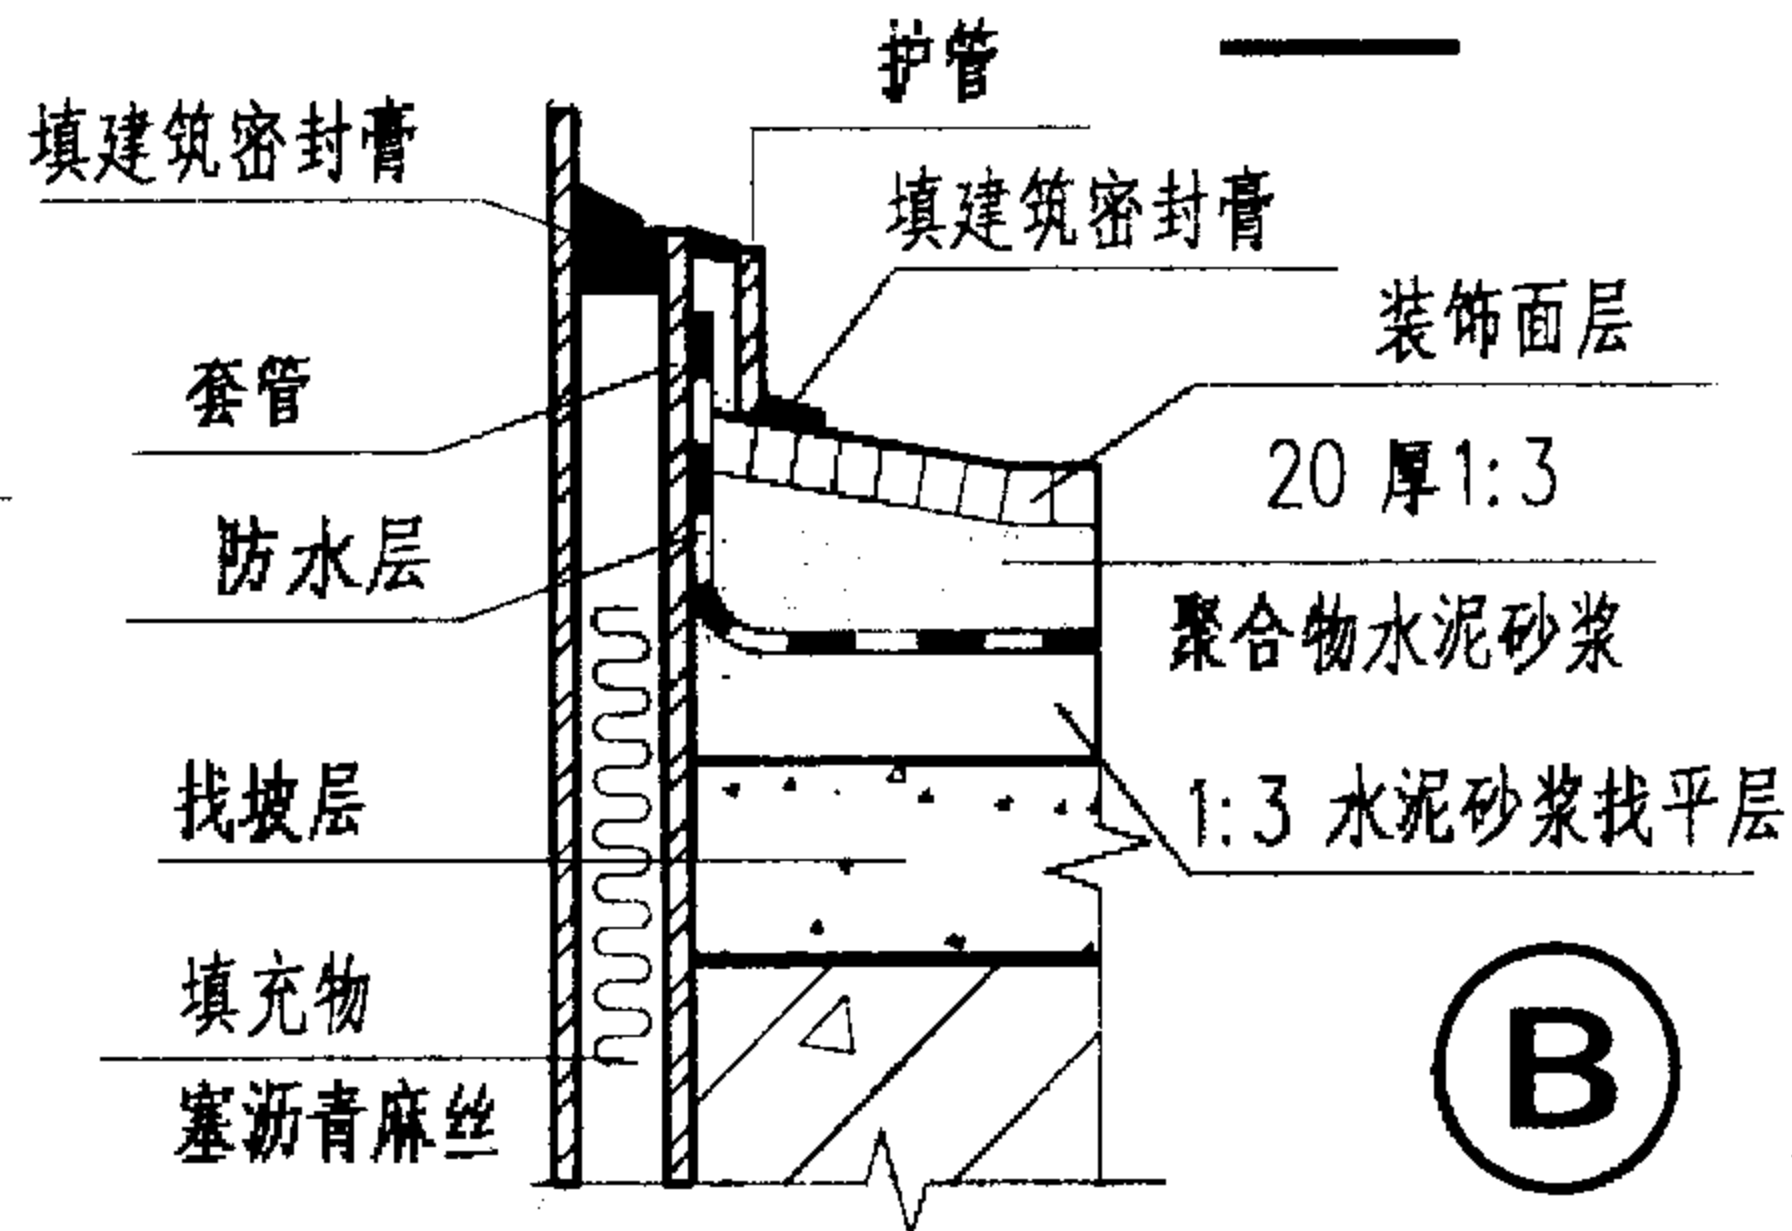 护管
填建筑密封膏
填建筑密封膏
装饰面层
套管
20 厚1:3
防水层
聚合物水泥砂浆
找坡层
1:3 水泥砂浆找平层
填充物
塞沥青麻丝
B